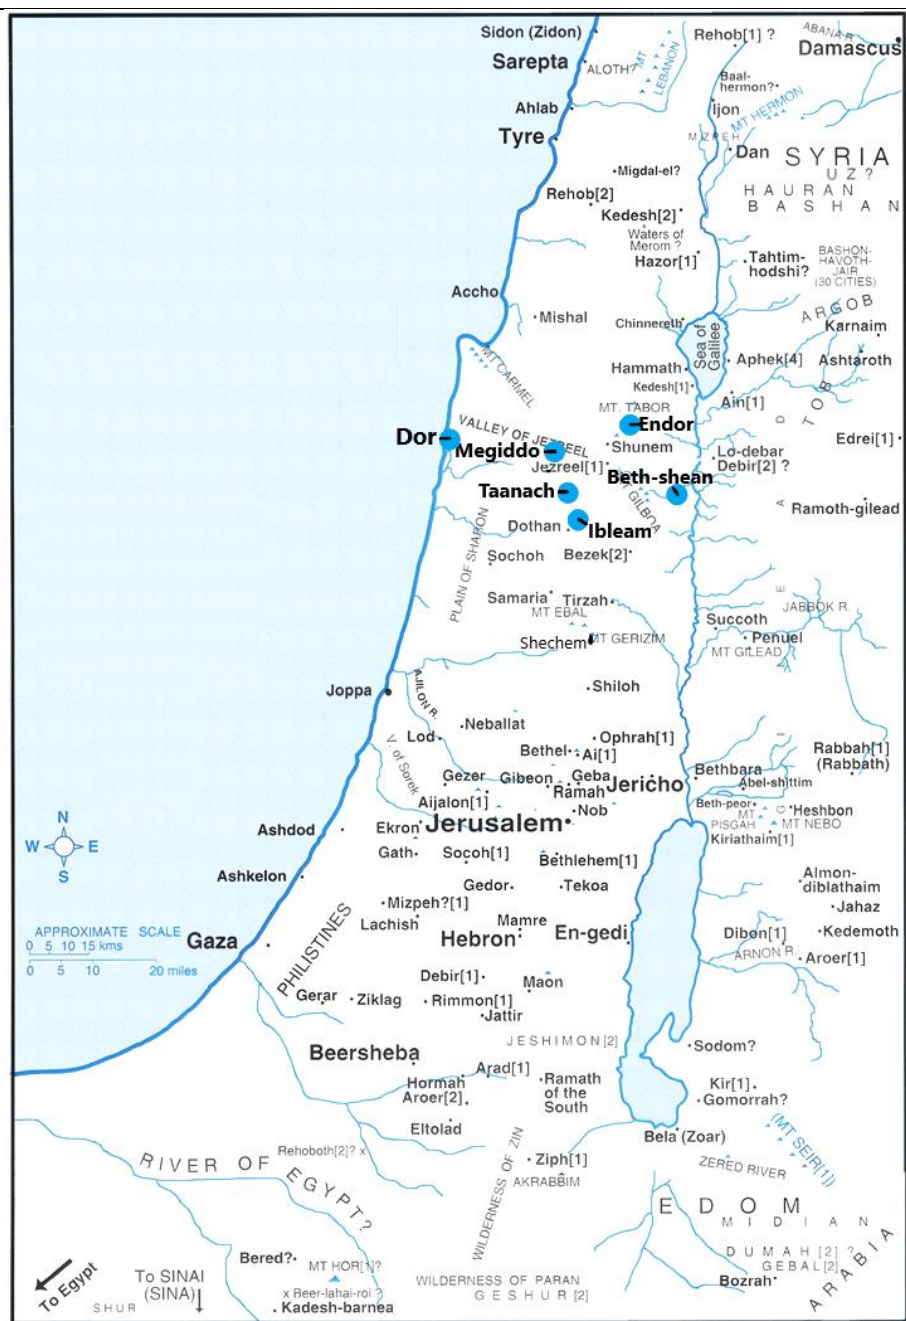 Sidon (Zidon)
Rehob[1] ?
ABANA R.
Damascus
Sarepta
ALOTH?
MT
LEBANON
Baal-
hermon?
Ijon
Ahlab
MT HERMON
Tyre
MIZPEH
Dan
SYRIA
UZ?
HAURAN
BASHAN
Migdal-el?
Rehob[2]
Kedesh[2]
Waters of
Merom ?
Hazor[1]
Tahtim-
hodshi?
BASHON-
HAVOTH-
JAIR
(30 CITIES)
Accho
Mishal
Chinnereth
ARGOB
Karnaim
Sea of
Galilee
MT CARMEL
Hammath
Aphek[4]
Ashtaroth
Kedesh[1]
Ain[1]
TOB
MT. TABOR
Dor
VALLEY OF JEZREEL
Endor
Edrei[1]
Megiddo
Shunem
Lo-debar
Debir[2] ?
Jezreel[1]
Beth-shean
Taanach
MT GILBOA
Ramoth-gilead
Dothan
Ibleam
PLAIN OF SHARON
Sochoh
Bezek[2]
Samaria
Tirzah
MT EBAL
JABBOK R.
Succoth
Shechem
MT GERIZIM
Penuel
MT GILEAD
Shiloh
Joppa
AJILON R.
Neballat
Lod
Ophrah[1]
Bethel
Ai[1]
Rabbah[1]
(Rabbath)
V. of Sorek
Gezer
Gibeon
Geba
Ramah
Jericho
Bethbara
Abel-shittim
Aijalon[1]
Nob
Beth-peor
Heshbon
MT
PISGAH
MT NEBO
Ashdod
Ekron
Jerusalem
Kiriathaim[1]
N
W
E
S
Gath
Socoh[1]
Bethlehem[1]
Ashkelon
Gedor
Tekoa
Almon-
diblathaim
Mizpeh?[1]
Jahaz
Lachish
Mamre
APPROXIMATE SCALE
0 5 10 15 kms
0 5 10 20 miles
Gaza
Hebron
En-gedi
Dibon[1]
Kedemoth
ARNON R.
Aroer[1]
PHILISTINES
Debir[1]
Maon
Gerar
Ziklag
Rimmon[1]
Jattir
JESHIMON[2]
Sodom?
Beersheba
Arad[1]
Hormah
Aroer[2]
Ramath
of the
South
Kir[1]
Gomorrah?
Eltolad
Bela (Zoar)
(MT SEIR[1])
RIVER OF EGYPT?
Rehoboth[2]? x
WILDERNESS OF ZIN
Ziph[1]
AKRABBIM
ZERED RIVER
EDOM
MIDIAN
Bered?
MT HOR[1]?
DUMAH[2] ?
GEBAL[2]
ARABIA
To Egypt
To SINAI
(SINA)
SHUR
x Beer-lahai-roi ?
Kadesh-barnea
WILDERNESS OF PARAN
GESHUR [2]
Bozrah